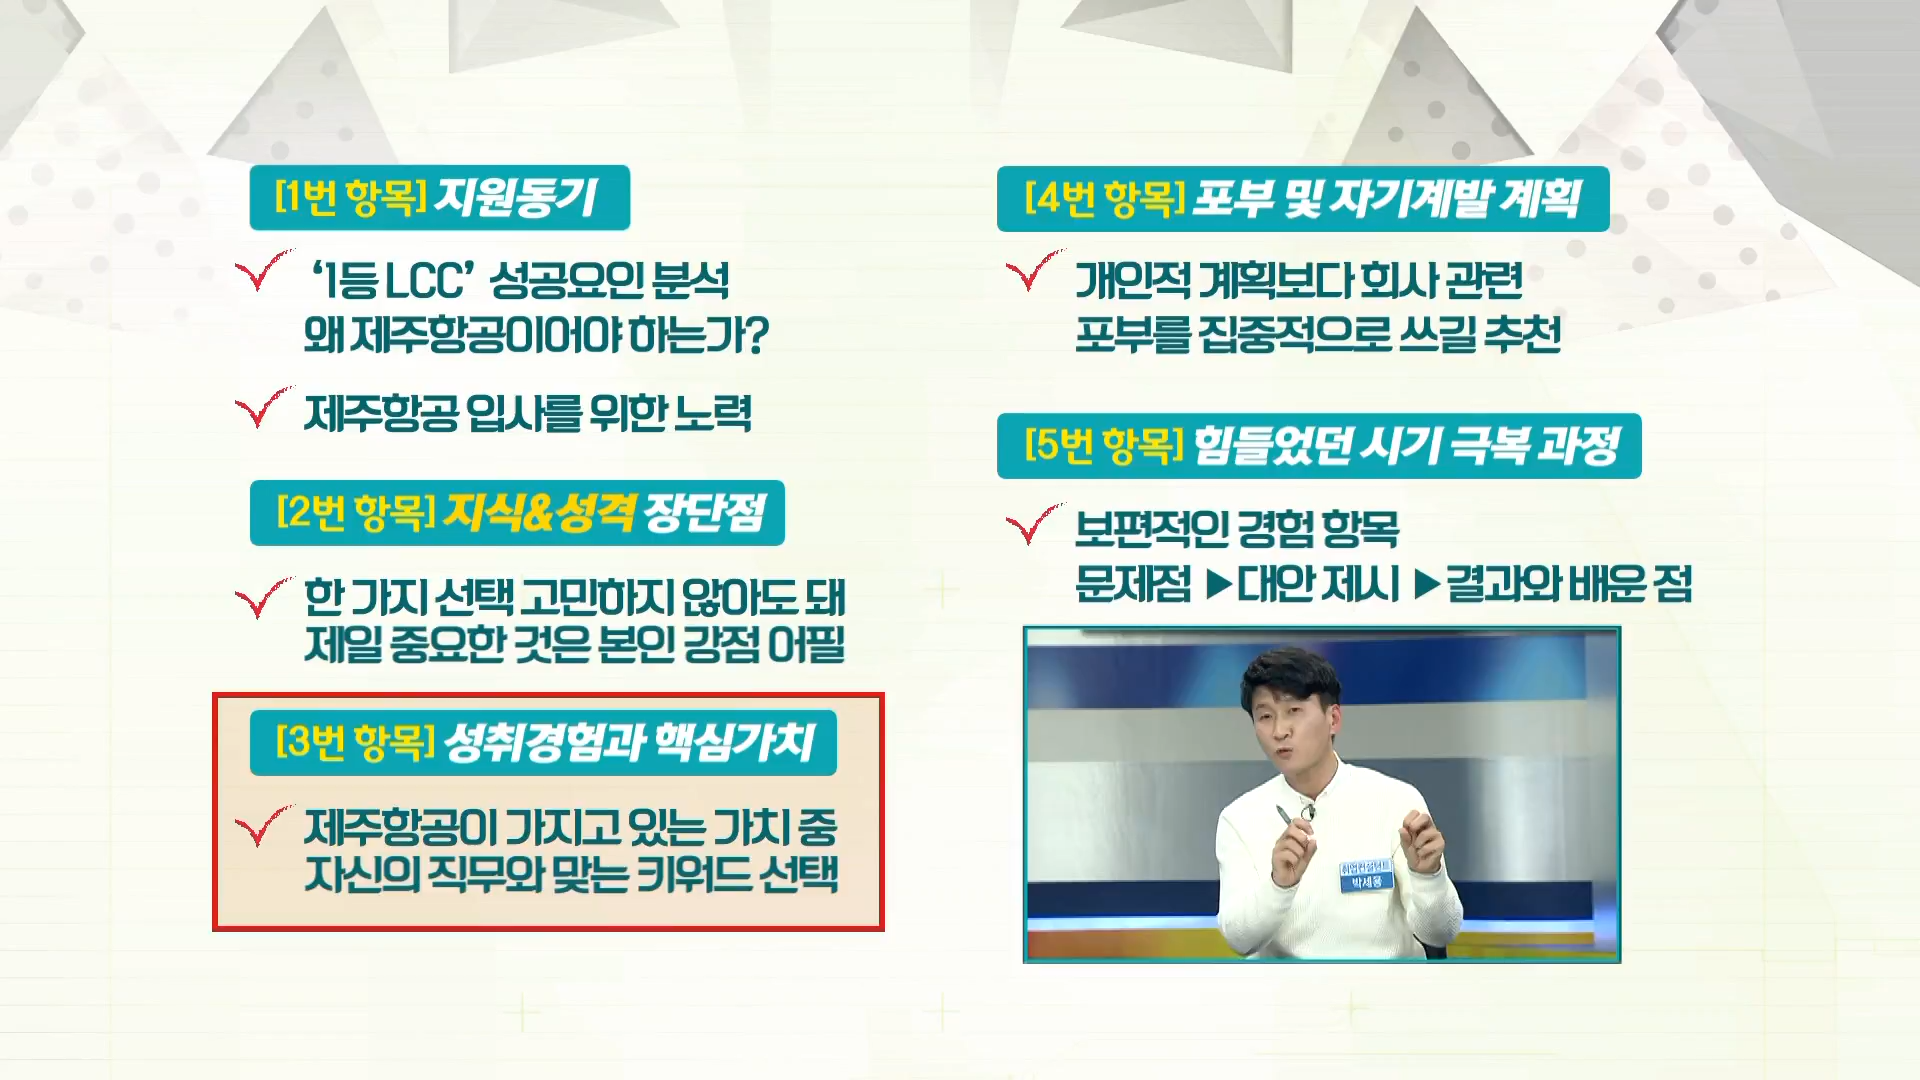 [1번 항목] 지원동기
‘1등 LCC’ 성공요인 분석
왜 제주항공이어야 하는가?
제주항공 입사를 위한 노력
[2번 항목] 지식&성격 장단점
한 가지 선택 고민하지 않아도 돼
제일 중요한 것은 본인 강점 어필
[3번 항목] 성취경험과 핵심가치
제주항공이 가지고 있는 가치 중
자신의 직무와 맞는 키워드 선택
[4번 항목] 포부 및 자기계발 계획
개인적 계획보다 회사 관련
포부를 집중적으로 쓰길 추천
[5번 항목] 힘들었던 시기 극복 과정
보편적인 경험 항목
문제점 ▶대안 제시 ▶결과와 배운 점
취업컨설턴트
박세용